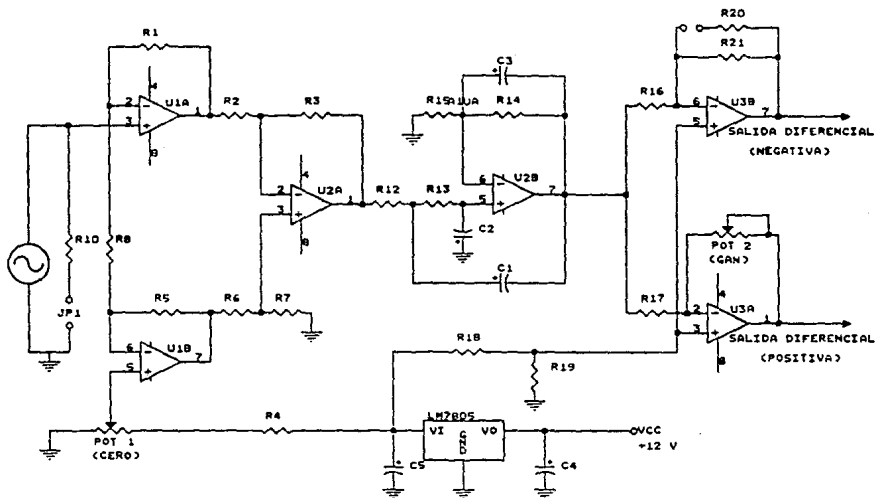 R1
4
2
3
U1A
1
8
R2
R3
4
2
3
U2A
1
8
R10
JP1
R8
R5
R6
R7
6
5
U1B
7
POT 1
(CERO)
R4
R12
R13
C2
C1
C3
R15
R14
6
5
U2B
7
R16
R20
R21
6
5
U3B
7
SALIDA DIFERENCIAL
(NEGATIVA)
POT 2
(GAN)
R17
4
2
3
U3A
1
8
SALIDA DIFERENCIAL
(POSITIVA)
R18
R19
LM7805
VI
GND
VO
C5
C4
VCC
+12 V